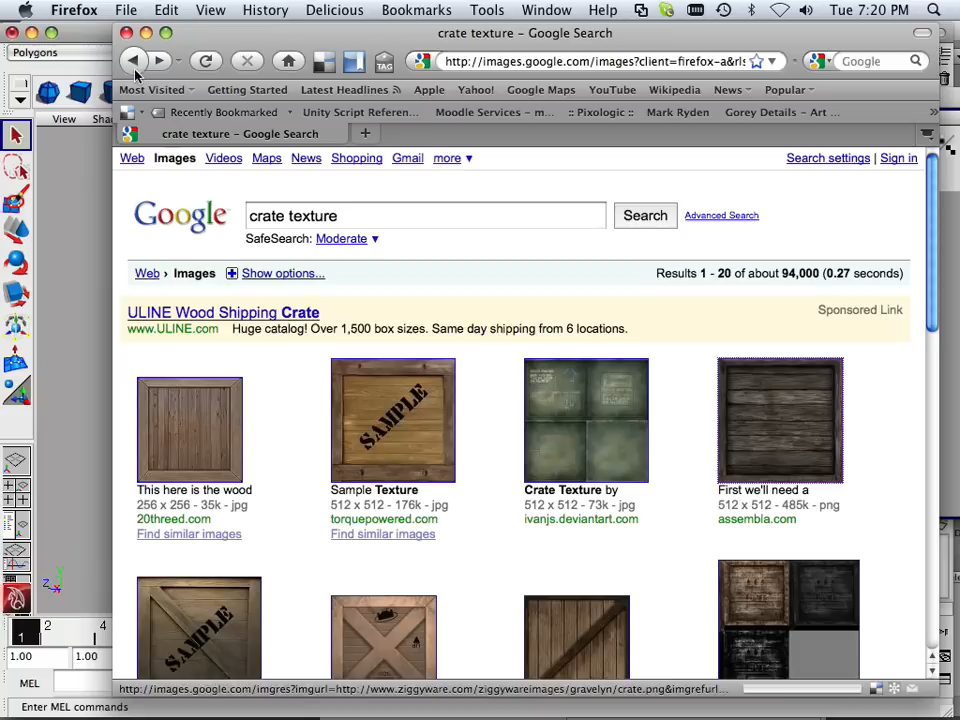 Firefox File Edit View History Delicious Bookmarks Tools Window Help Tue 7:20 PM
crate texture - Google Search
Polygons
http://images.google.com/images?client=firefox-a&rl
TAG
Google
Most Visited Getting Started Latest Headlines Apple Yahoo! Google Maps YouTube Wikipedia News Popular
View Sha
Recently Bookmarked Unity Script Referen... Moodle Services - m... :: Pixologic :: Mark Ryden Gorey Details - Art ...
crate texture - Google Search
Web Images Videos Maps News Shopping Gmail more ▼ Search settings | Sign in
Google crate texture Search Advanced Search
SafeSearch: Moderate ▼
Web › Images Show options... Results 1 - 20 of about 94,000 (0.27 seconds)
ULINE Wood Shipping Crate Sponsored Link
www.ULINE.com Huge catalog! Over 1,500 box sizes. Same day shipping from 6 locations.
SAMPLE
This here is the wood Sample Texture Crate Texture by First we'll need a
256 x 256 - 35k - jpg 512 x 512 - 176k - jpg 512 x 512 - 73k - jpg 512 x 512 - 485k - png
20threed.com torquepowered.com ivanjs.deviantart.com assembla.com
Find similar images Find similar images
SAMPLE
z y x
1 2 4
1.00 1.00
MEL http://images.google.com/imgres?imgurl=http://www.ziggyware.com/ziggywareimages/gravelyn/crate.png&imgrefurl...
Enter MEL commands